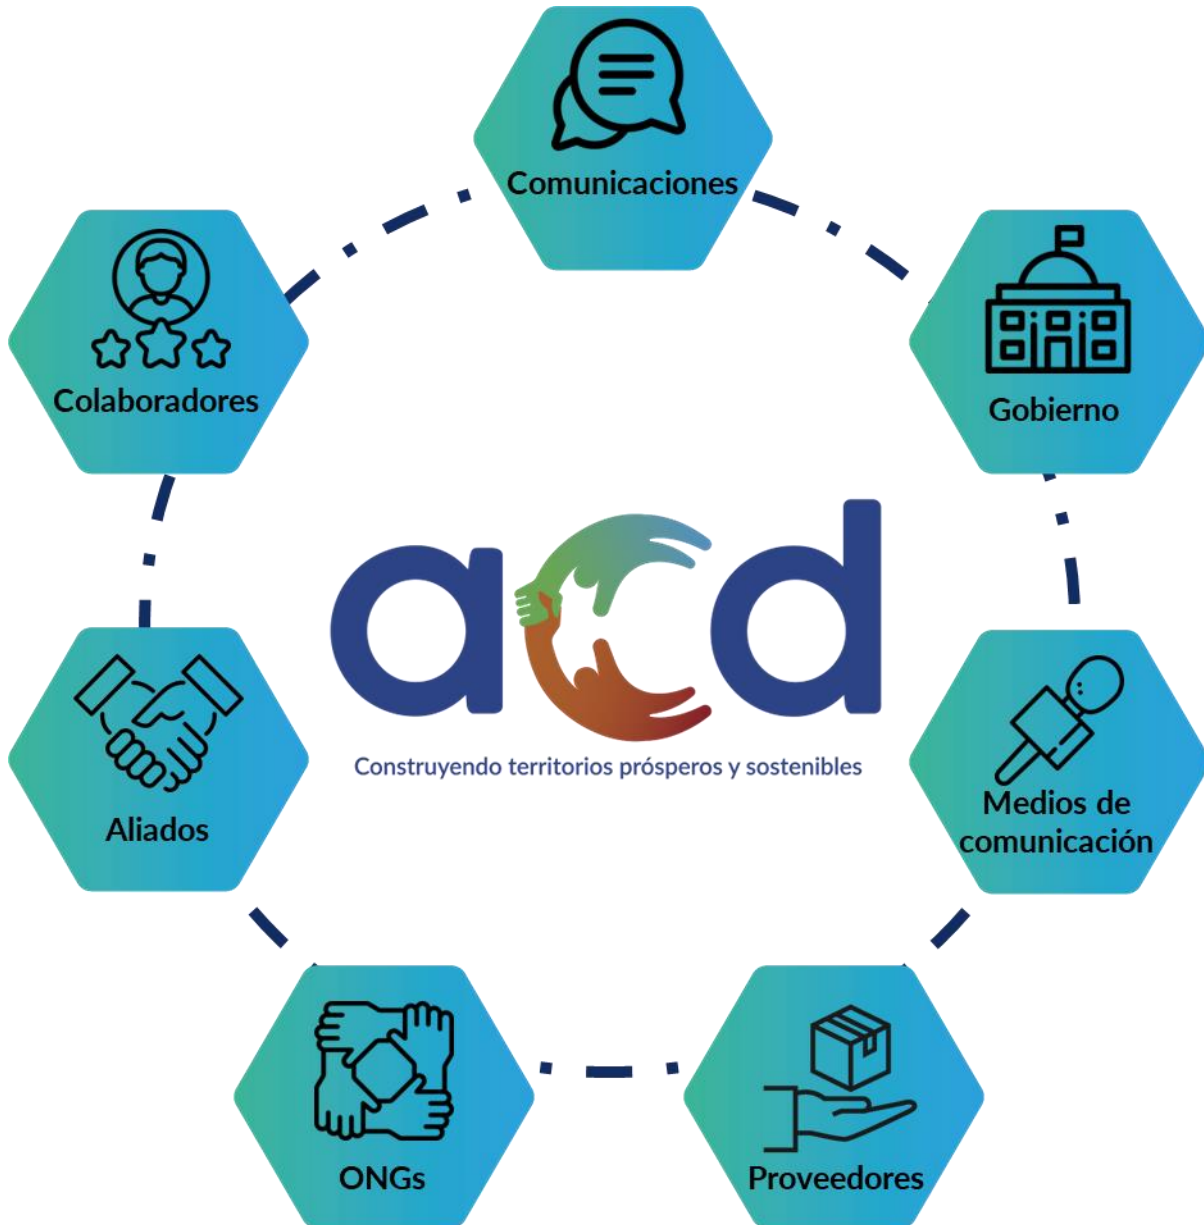 Comunicaciones
Colaboradores
Gobierno
acd
Construyendo territorios prósperos y sostenibles
Aliados
Medios de
comunicación
ONGs
Proveedores